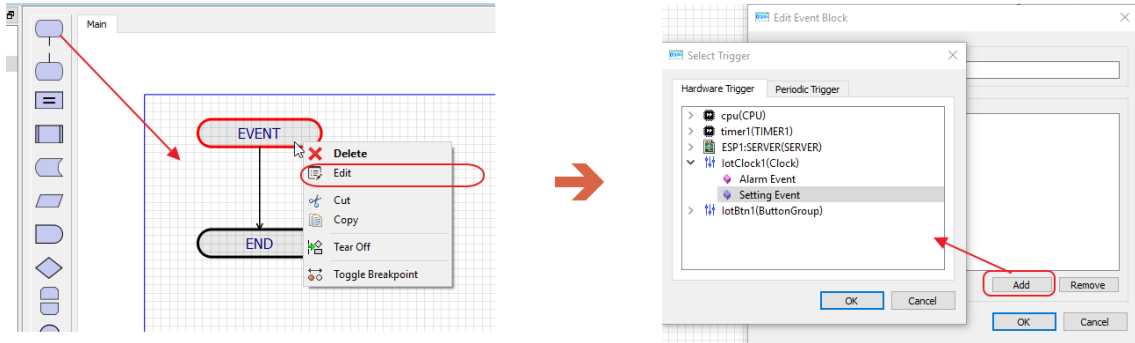 Main
EVENT
END
Delete
Edit
Cut
Copy
Tear Off
Toggle Breakpoint
Edit Event Block
Select Trigger
Hardware Trigger
Periodic Trigger
cpu(CPU)
timer1(TIMER1)
ESP1:SERVER(SERVER)
IotClock1(Clock)
Alarm Event
Setting Event
IotBtn1(ButtonGroup)
OK
Cancel
Add
Remove
OK
Cancel